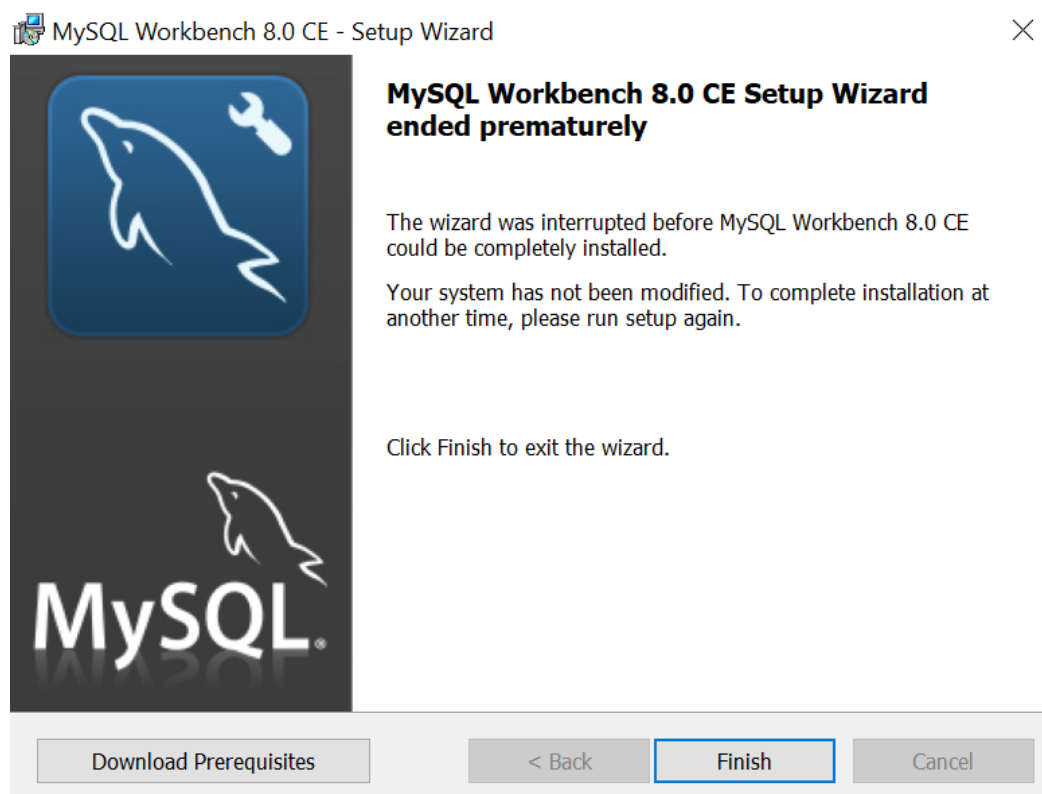 MySQL Workbench 8.0 CE - Setup Wizard
MySQL Workbench 8.0 CE Setup Wizard
ended prematurely
The wizard was interrupted before MySQL Workbench 8.0 CE
could be completely installed.
Your system has not been modified. To complete installation at
another time, please run setup again.
Click Finish to exit the wizard.
MySQL®
Download Prerequisites
< Back
Finish
Cancel